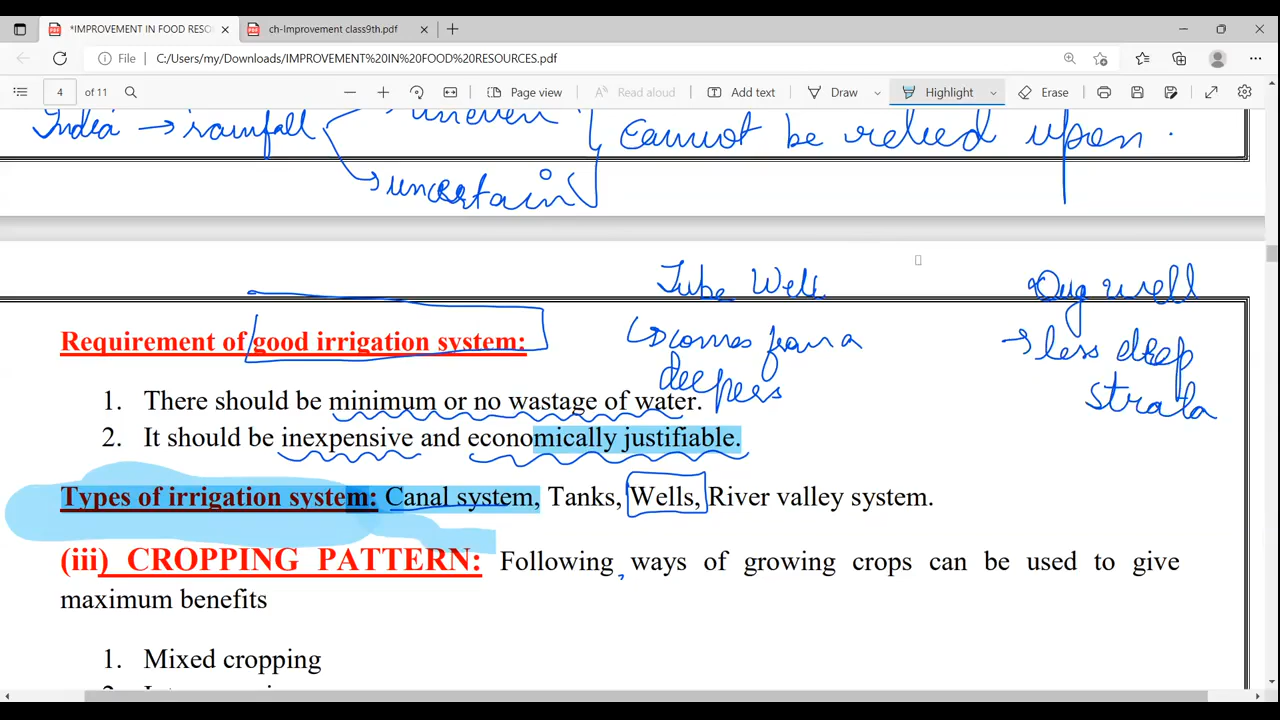 *IMPROVEMENT IN FOOD RESO
ch-Improvement class9th.pdf
File C:/Users/my/Downloads/IMPROVEMENT%20IN%20FOOD%20RESOURCES.pdf
4 of 11 Page view Read aloud Add text Draw Highlight Erase
India → rainfall uneven cannot be relied upon.
uncertain
Tube Well Dug well
Requirement of good irrigation system:
→ comes from a → less deep
deepers strata
1. There should be minimum or no wastage of water.
2. It should be inexpensive and economically justifiable.
Types of irrigation system: Canal system, Tanks, Wells, River valley system.
(iii) CROPPING PATTERN: Following ways of growing crops can be used to give
maximum benefits
1. Mixed cropping